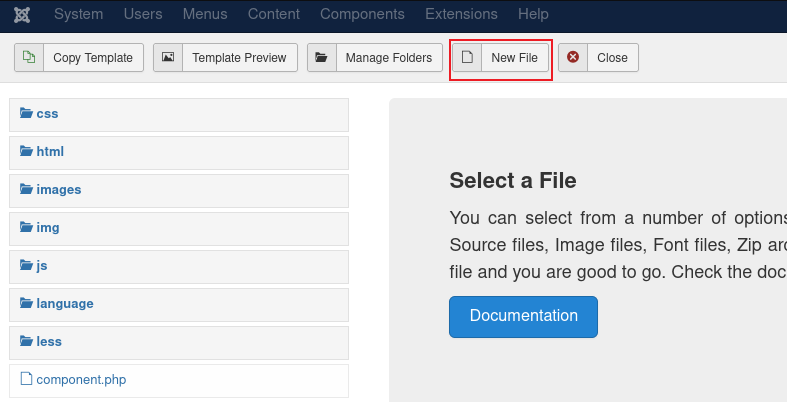 System Users Menus Content Components Extensions Help
Copy Template Template Preview Manage Folders New File Close
css
html
images
img
js
language
less
component.php
Select a File
You can select from a number of options
Source files, Image files, Font files, Zip
file and you are good to go. Check the
Documentation